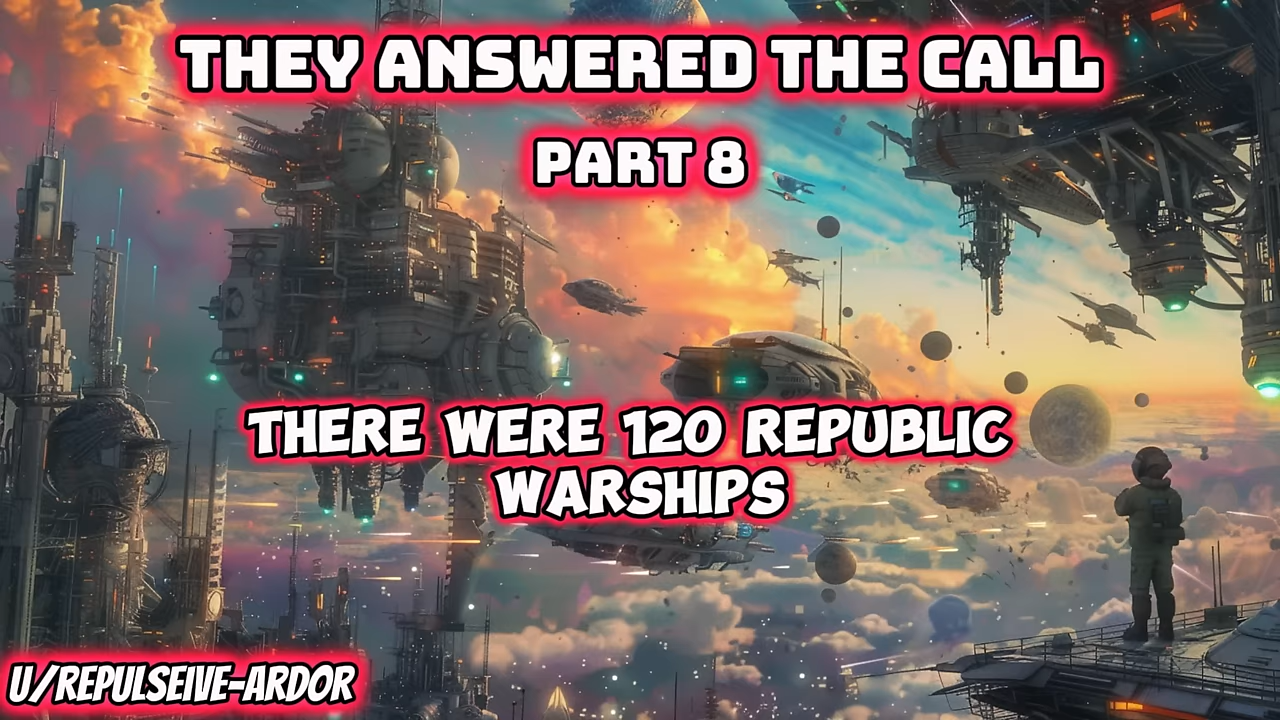 THEY ANSWERED THE CALL
PART 8
THERE WERE 120 REPUBLIC
WARSHIPS
U/REPULSEIVE-ARDOR